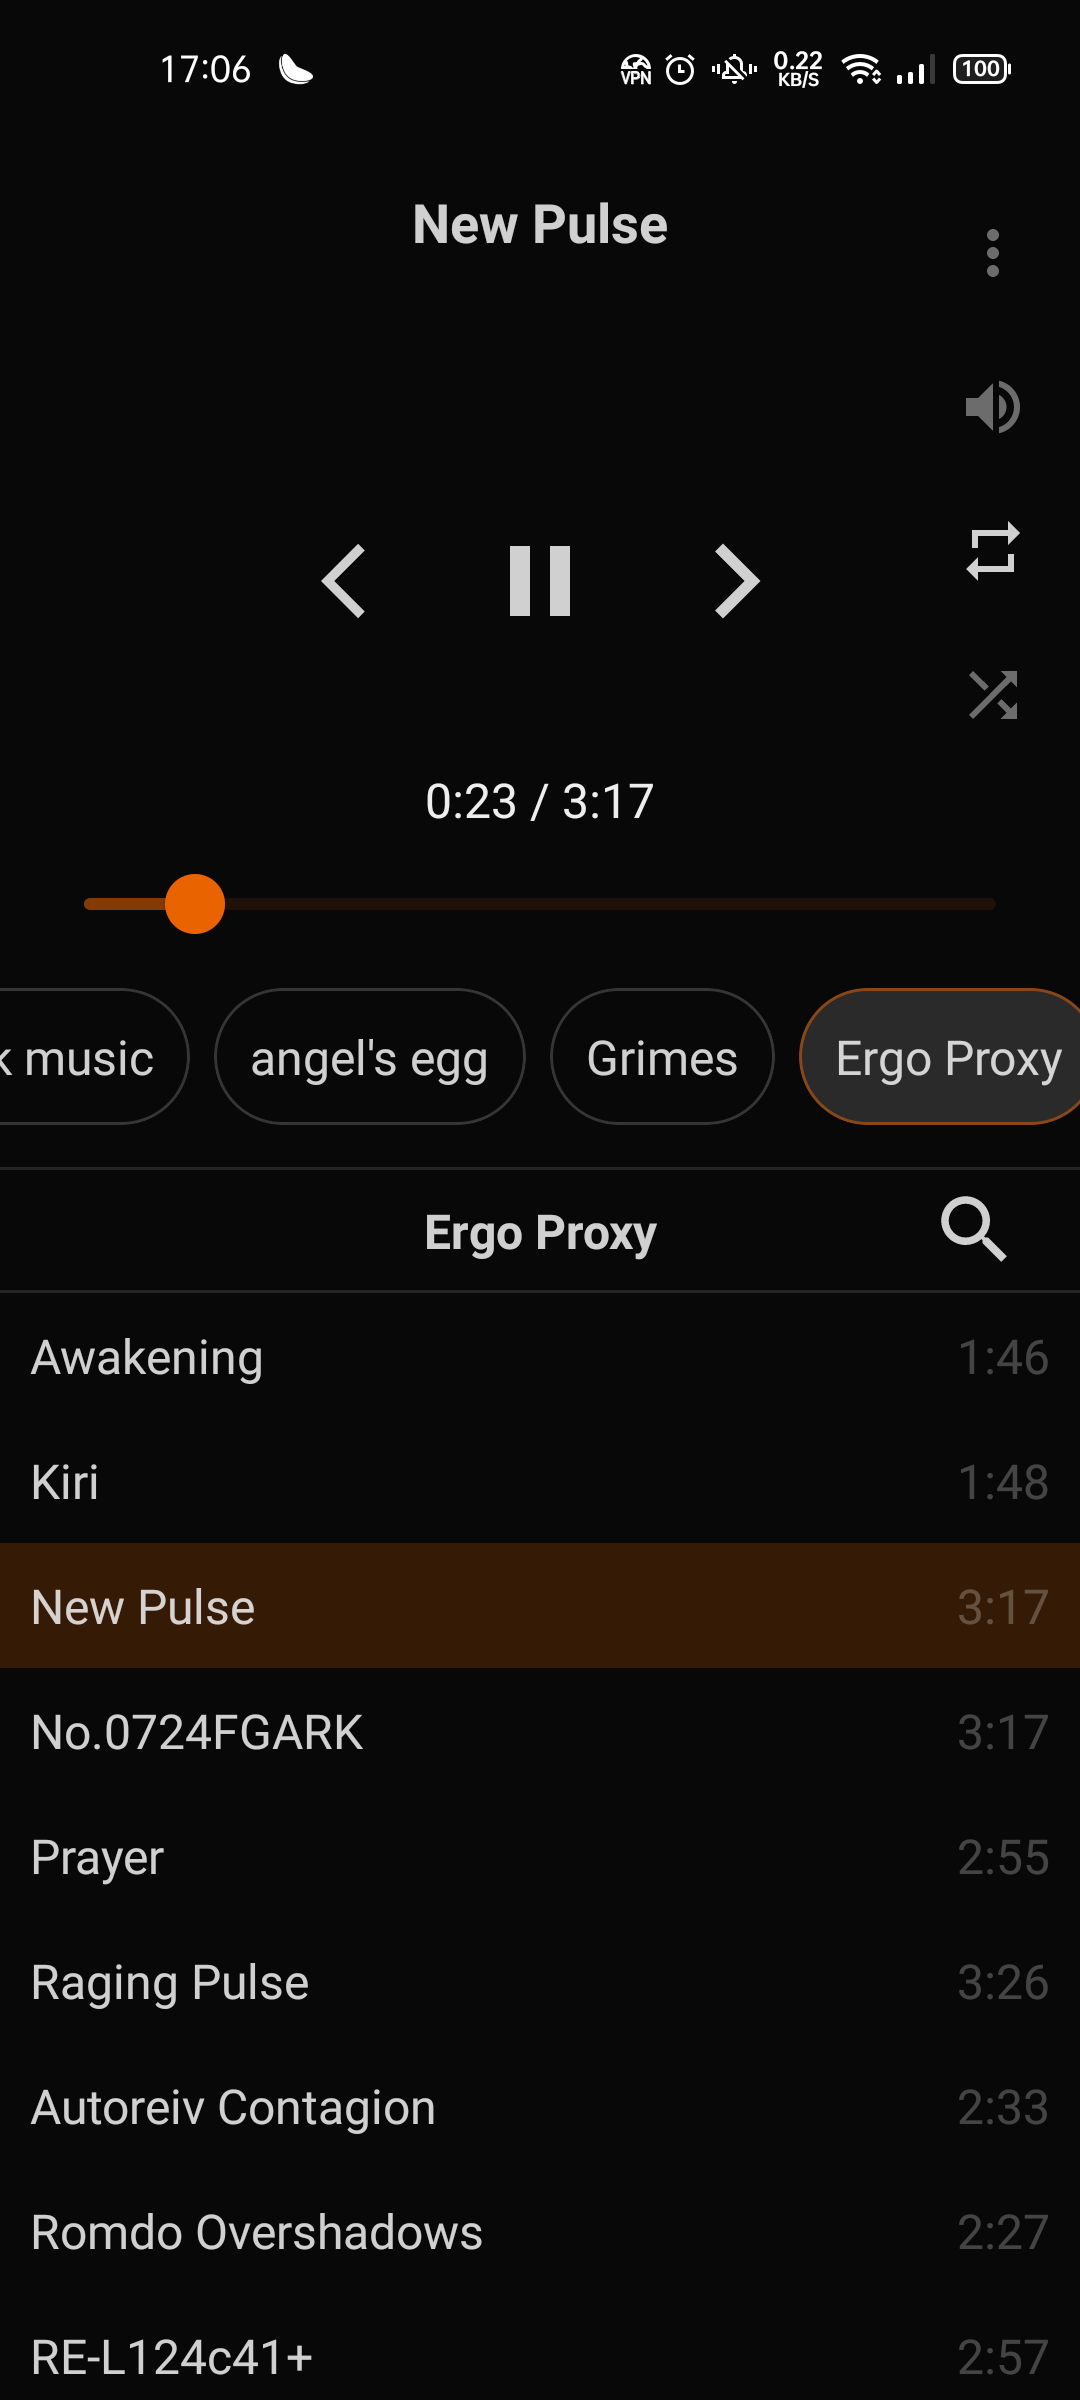 17:06 VPN 0.22 KB/S 100
New Pulse
0:23 / 3:17
k music angel's egg Grimes Ergo Proxy
Ergo Proxy
Awakening 1:46
Kiri 1:48
New Pulse 3:17
No.0724FGARK 3:17
Prayer 2:55
Raging Pulse 3:26
Autoreiv Contagion 2:33
Romdo Overshadows 2:27
RE-L124c41+ 2:57